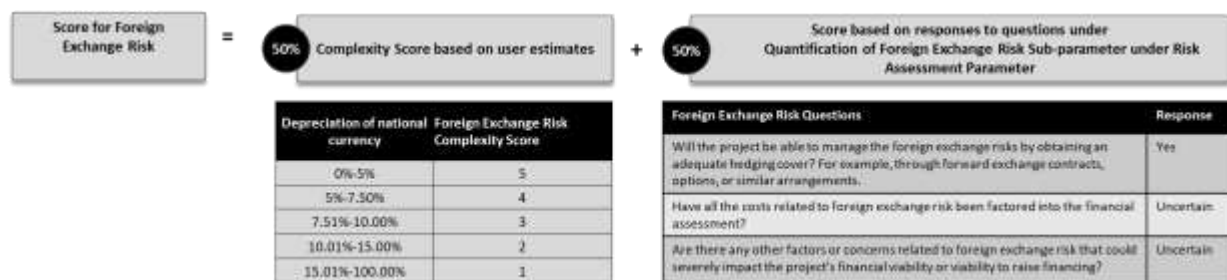 Score for Foreign
Exchange Risk
=
50%
Complexity Score based on user estimates
+
50%
Score based on responses to questions under
Quantification of Foreign Exchange Risk Sub-parameter under Risk
Assessment Parameter
Depreciation of national currency
Foreign Exchange Risk Complexity Score
0%-5% 5
5%-7.50% 4
7.51%-10.00% 3
10.01%-15.00% 2
15.01%-100.00% 1
Foreign Exchange Risk Questions Response
Will the project be able to manage the foreign exchange risks by obtaining an Yes
adequate hedging cover? For example, through forward exchange contracts,
options, or similar arrangements.
Have all the costs related to foreign exchange risk been factored into the financial Uncertain
assessment?
Are there any other factors or concerns related to foreign exchange risk that could Uncertain
severely impact the project's financial viability or viability to raise financing?